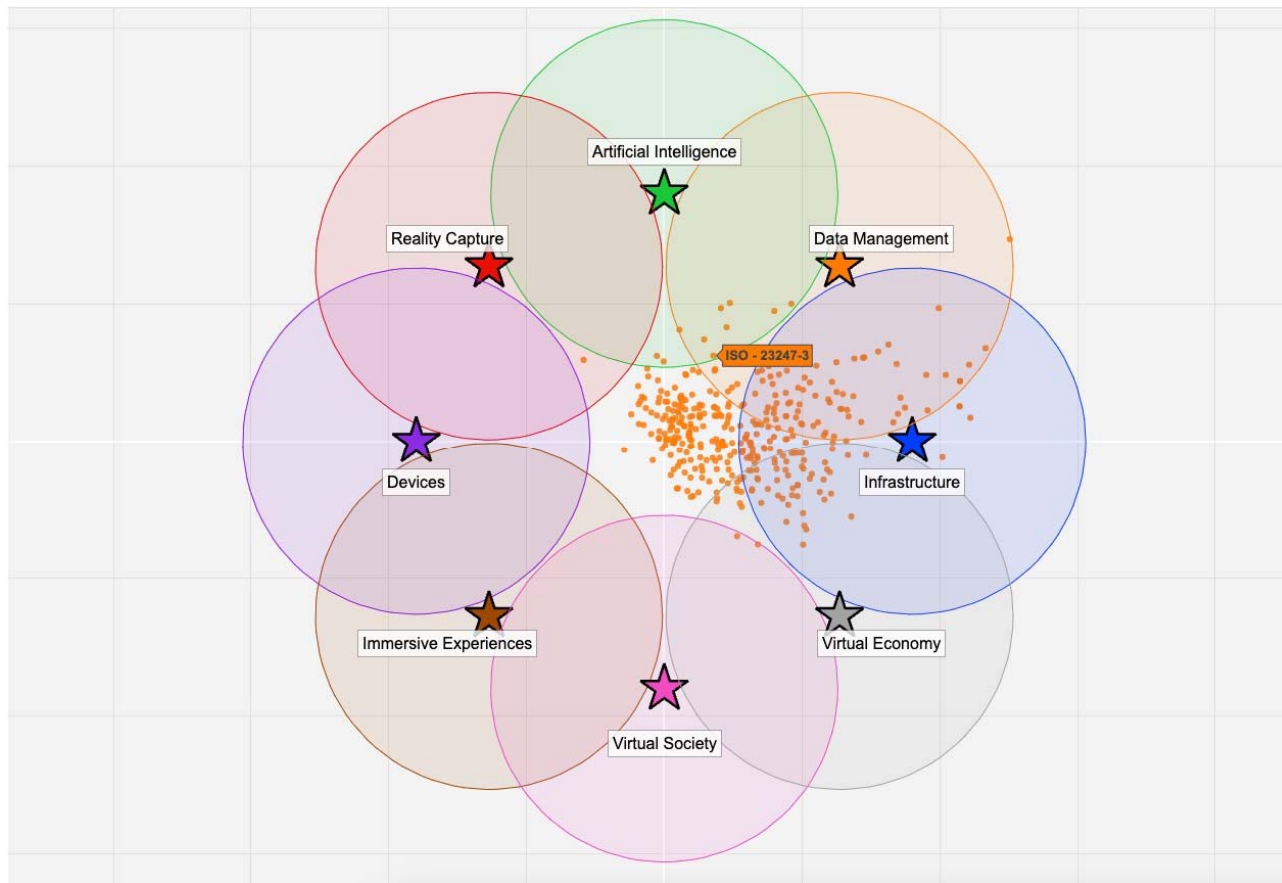 Artificial Intelligence
Reality Capture
Data Management
ISO - 23247-3
Devices
Infrastructure
Immersive Experiences
Virtual Economy
Virtual Society